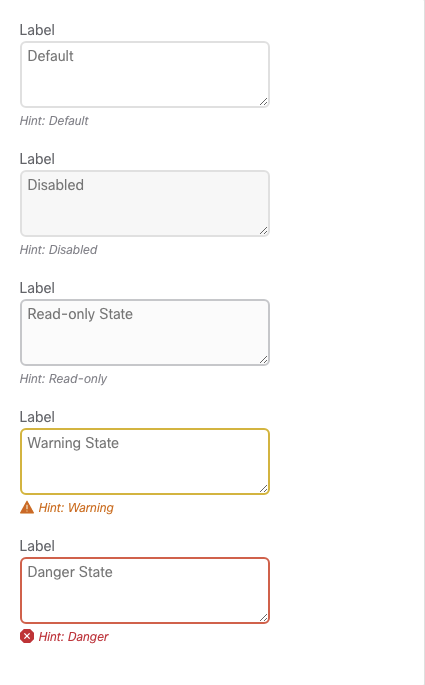 Label
Default
Hint: Default
Label
Disabled
Hint: Disabled
Label
Read-only State
Hint: Read-only
Label
Warning State
Hint: Warning
Label
Danger State
Hint: Danger